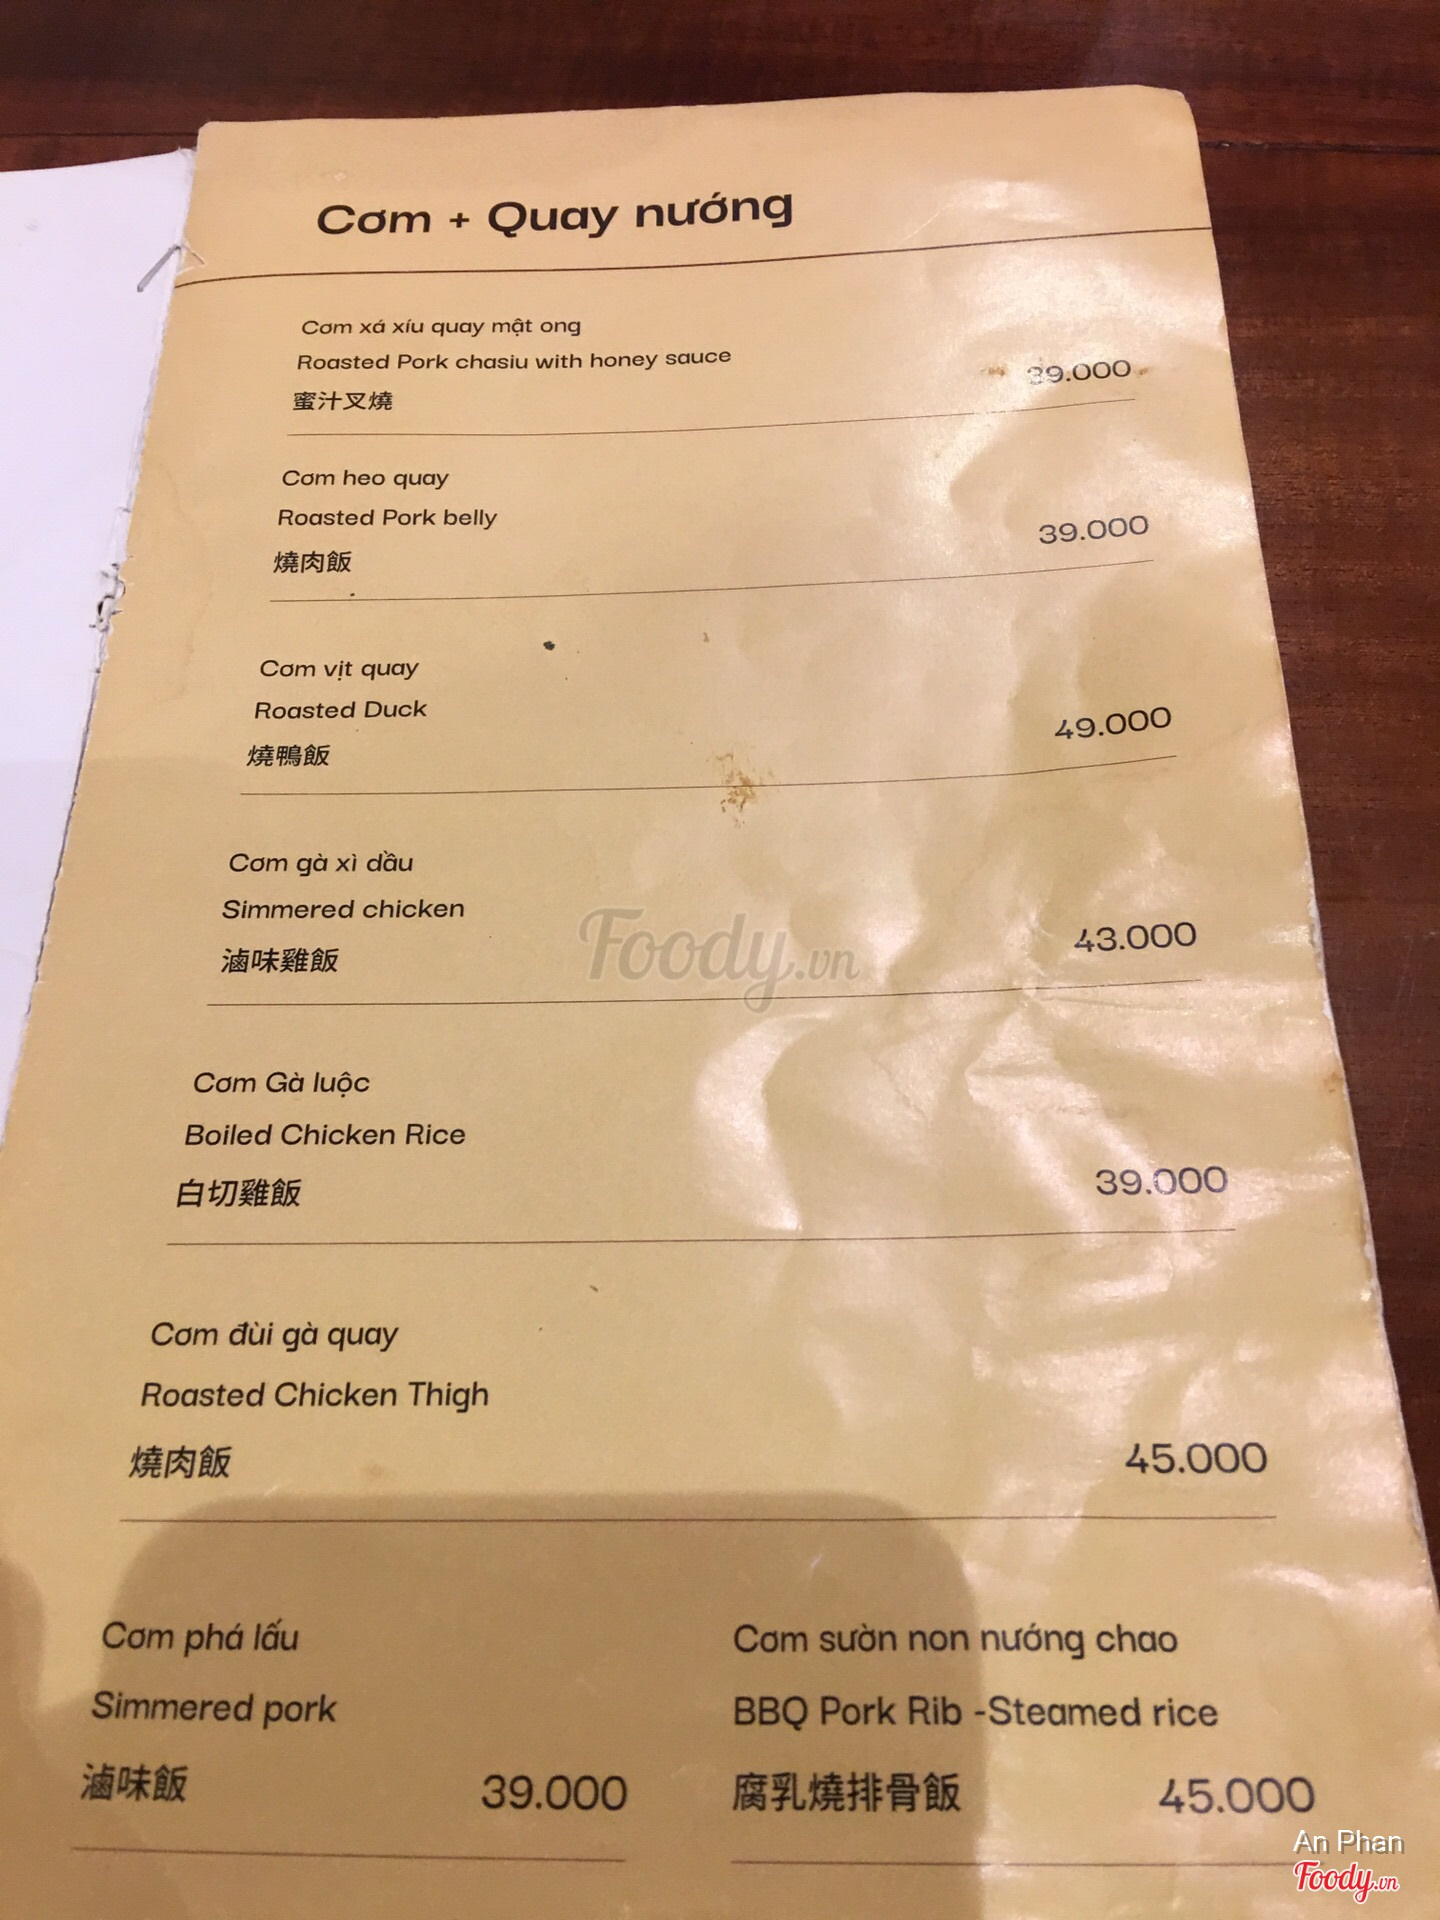 Cơm + Quay nướng
Cơm xá xíu quay mật ong
Roasted Pork chasiu with honey sauce
蜜汁叉燒
39.000
Cơm heo quay
Roasted Pork belly
燒肉飯
39.000
Cơm vịt quay
Roasted Duck
燒鴨飯
49.000
Cơm gà xì dầu
Simmered chicken
滷味雞飯
43.000
Foody.vn
Cơm Gà luộc
Boiled Chicken Rice
白切雞飯
39.000
Cơm đùi gà quay
Roasted Chicken Thigh
燒肉飯
45.000
Cơm phá lấu
Simmered pork
滷味飯
39.000
Cơm sườn non nướng chao
BBQ Pork Rib -Steamed rice
腐乳燒排骨飯
45.000
An Phan
Foody.vn